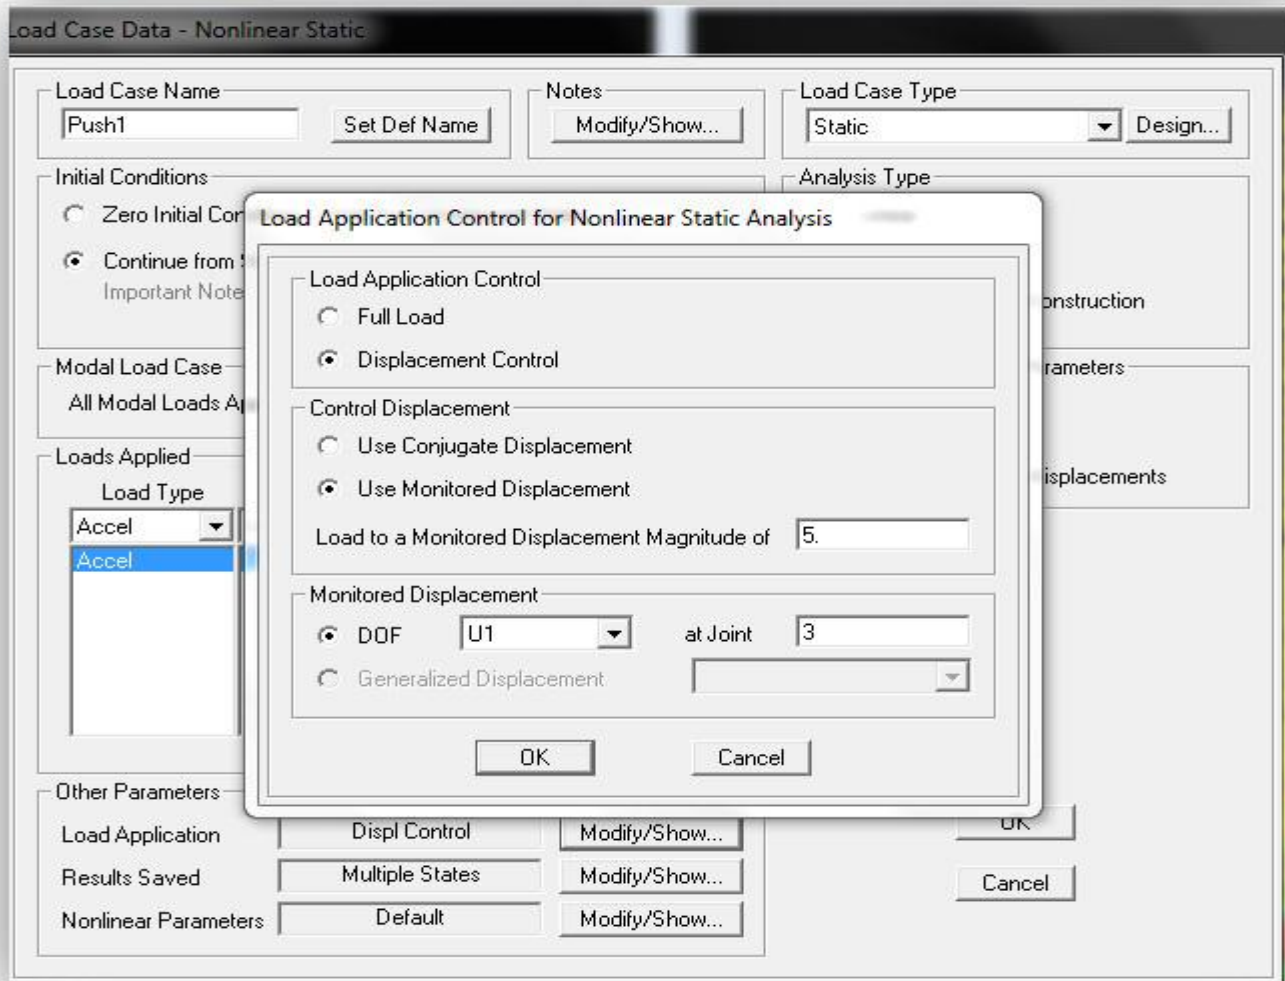 Load Case Data - Nonlinear Static
Load Case Name
Push1
Set Def Name
Notes
Modify/Show...
Load Case Type
Static
Design...
Initial Conditions
Zero Initial
Continue from
Important Note
Analysis Type
onstruction
Modal Load Case
All Modal Loads
rameters
isplacements
Loads Applied
Load Type
Accel
Accel
Load Application Control for Nonlinear Static Analysis
Load Application Control
Full Load
Displacement Control
Control Displacement
Use Conjugate Displacement
Use Monitored Displacement
Load to a Monitored Displacement Magnitude of 5.
Monitored Displacement
DOF U1 at Joint 3
Generalized Displacement
OK Cancel
Other Parameters
Load Application Displ Control Modify/Show...
Results Saved Multiple States Modify/Show...
Nonlinear Parameters Default Modify/Show...
OK
Cancel